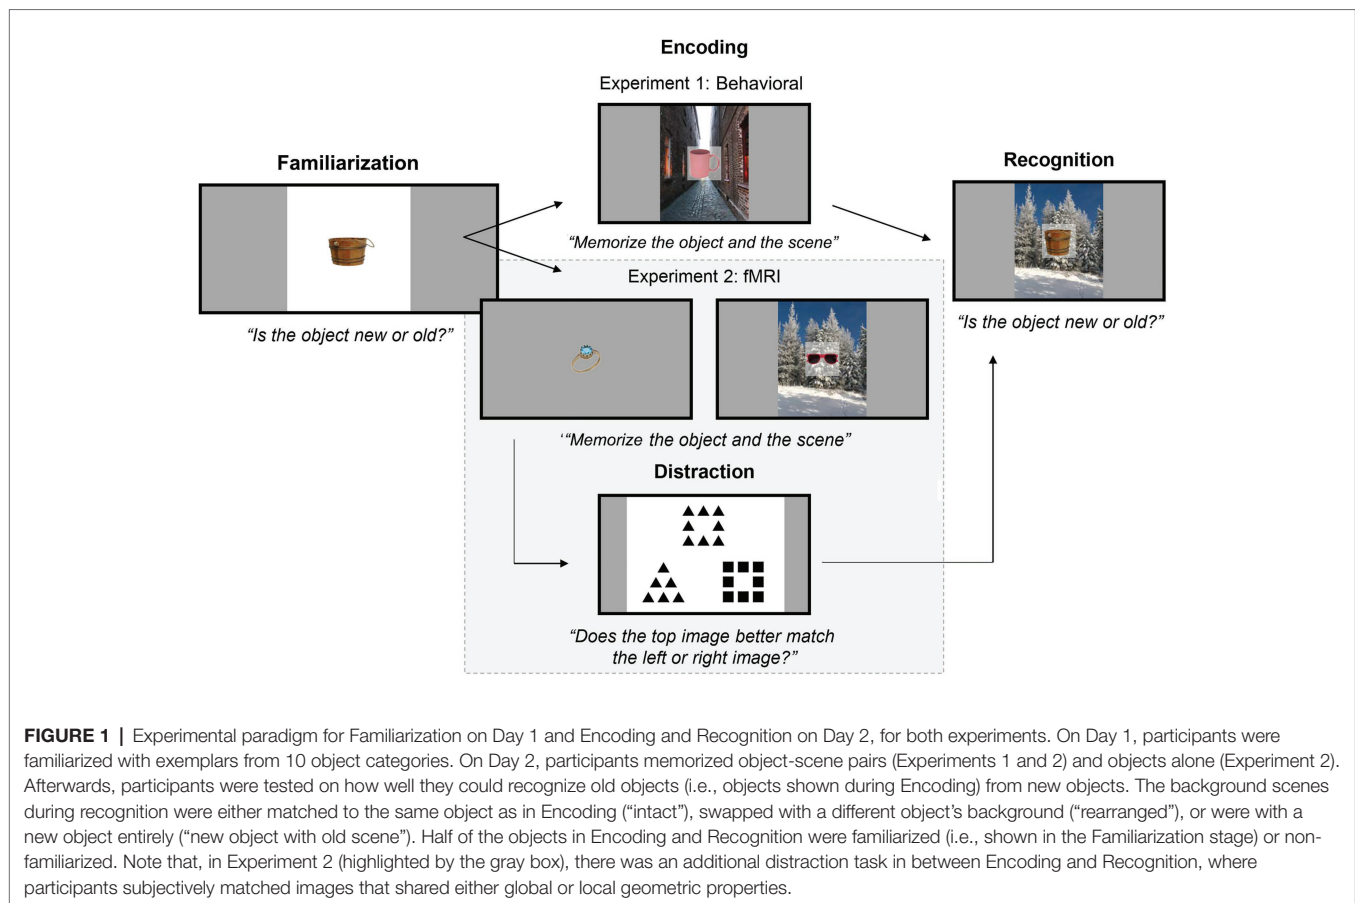 Encoding
Experiment 1: Behavioral
Familiarization
Recognition
“Memorize the object and the scene”
Experiment 2: fMRI
“Is the object new or old?”
“Is the object new or old?”
‘“Memorize the object and the scene”
Distraction
“Does the top image better match
the left or right image?”
FIGURE 1 | Experimental paradigm for Familiarization on Day 1 and Encoding and Recognition on Day 2, for both experiments. On Day 1, participants were
familiarized with exemplars from 10 object categories. On Day 2, participants memorized object-scene pairs (Experiments 1 and 2) and objects alone (Experiment 2).
Afterwards, participants were tested on how well they could recognize old objects (i.e., objects shown during Encoding) from new objects. The background scenes
during recognition were either matched to the same object as in Encoding (“intact”), swapped with a different object’s background (“rearranged”), or were with a
new object entirely (“new object with old scene”). Half of the objects in Encoding and Recognition were familiarized (i.e., shown in the Familiarization stage) or non-
familiarized. Note that, in Experiment 2 (highlighted by the gray box), there was an additional distraction task in between Encoding and Recognition, where
participants subjectively matched images that shared either global or local geometric properties.